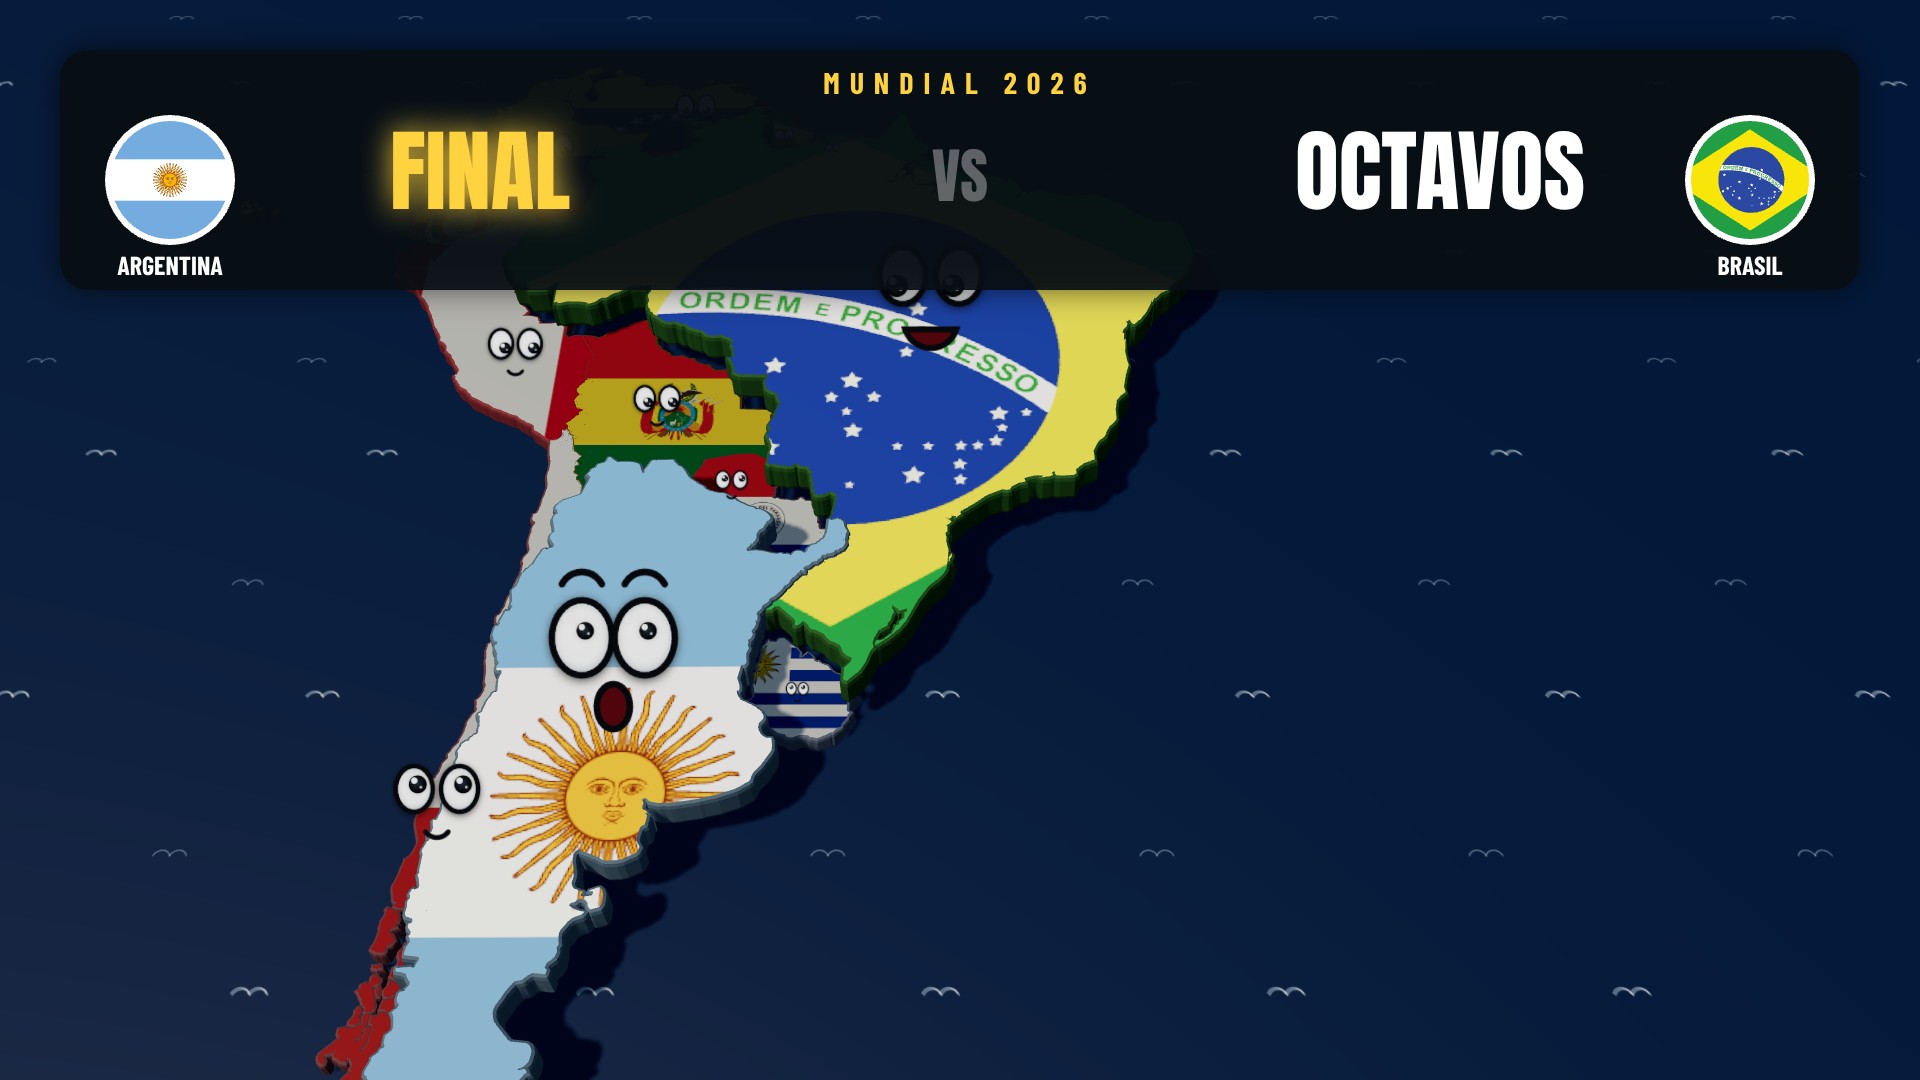 MUNDIAL 2026
FINAL VS OCTAVOS
ARGENTINA BRASIL
ORDEM E PROGRESSO